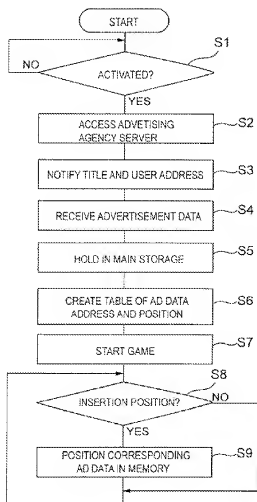 START
S1
NO
ACTIVATED?
YES
S2
ACCESS ADVETISING
AGENCY SERVER
S3
NOTIFY TITLE AND USER ADDRESS
S4
RECEIVE ADVERTISEMENT DATA
S5
HOLD IN MAIN STORAGE
S6
CREATE TABLE OF AD DATA
ADDRESS AND POSITION
S7
START GAME
S8
INSERTION POSITION?
NO
YES
S9
POSITION CORRESPONDING
AD DATA IN MEMORY